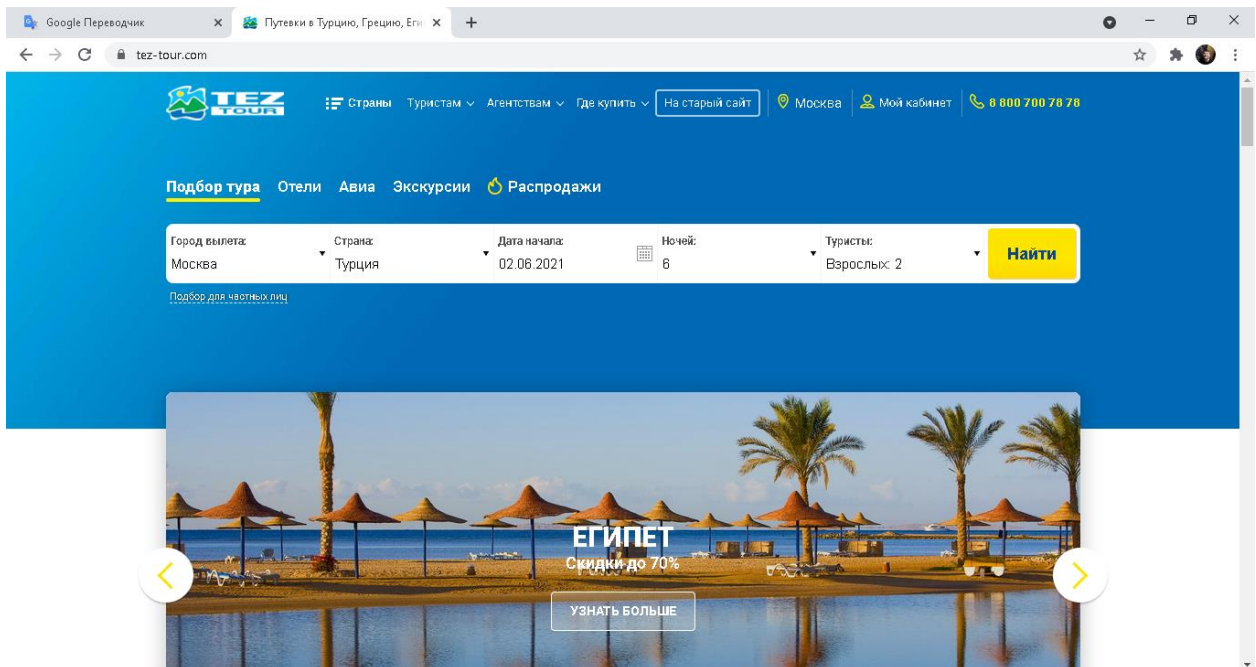 Google Переводчик
Путевки в Турцию, Грецию, Еги
tez-tour.com
TEZ TOUR
Страны Туристам Агентствам Где купить На старый сайт Москва Мой кабинет 8 800 700 78 78
Подбор тура Отели Авиа Экскурсии Распродажи
Город вылета: Страна: Дата начала: Ночей: Туристы:
Москва Турция 02.06.2021 6 Взрослых: 2 Найти
Подбор для частных лиц
ЕГИПЕТ
Скидки до 70%
УЗНАТЬ БОЛЬШЕ